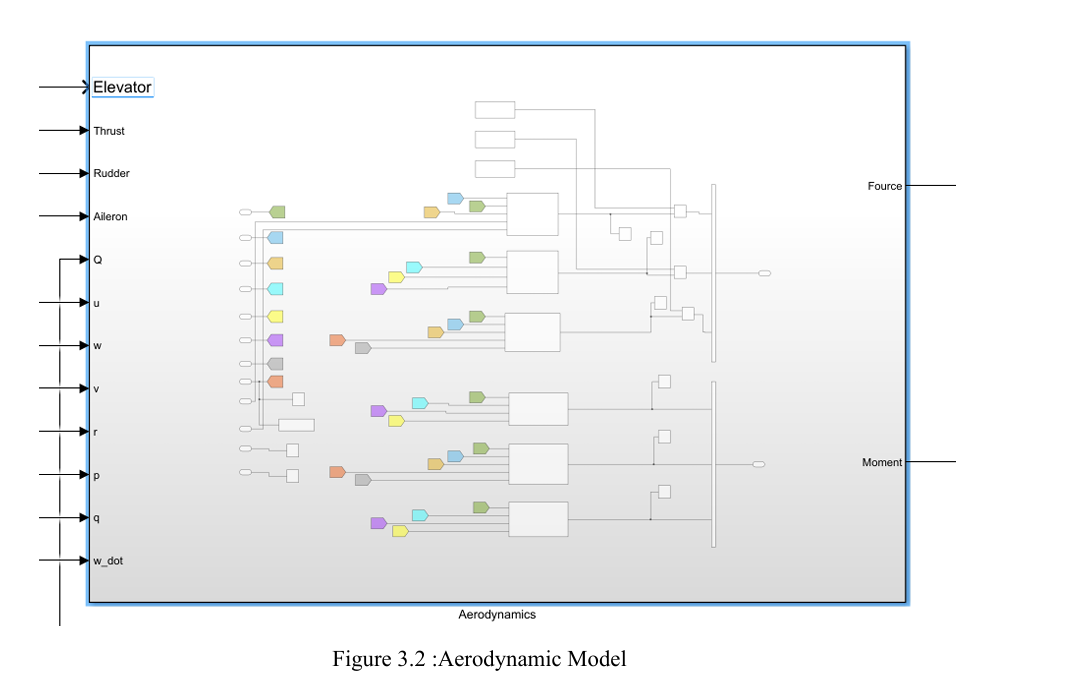 Elevator
Thrust
Rudder
Aileron
Q
u
w
v
r
p
q
w_dot
Fource
Moment
Aerodynamics
Figure 3.2 :Aerodynamic Model